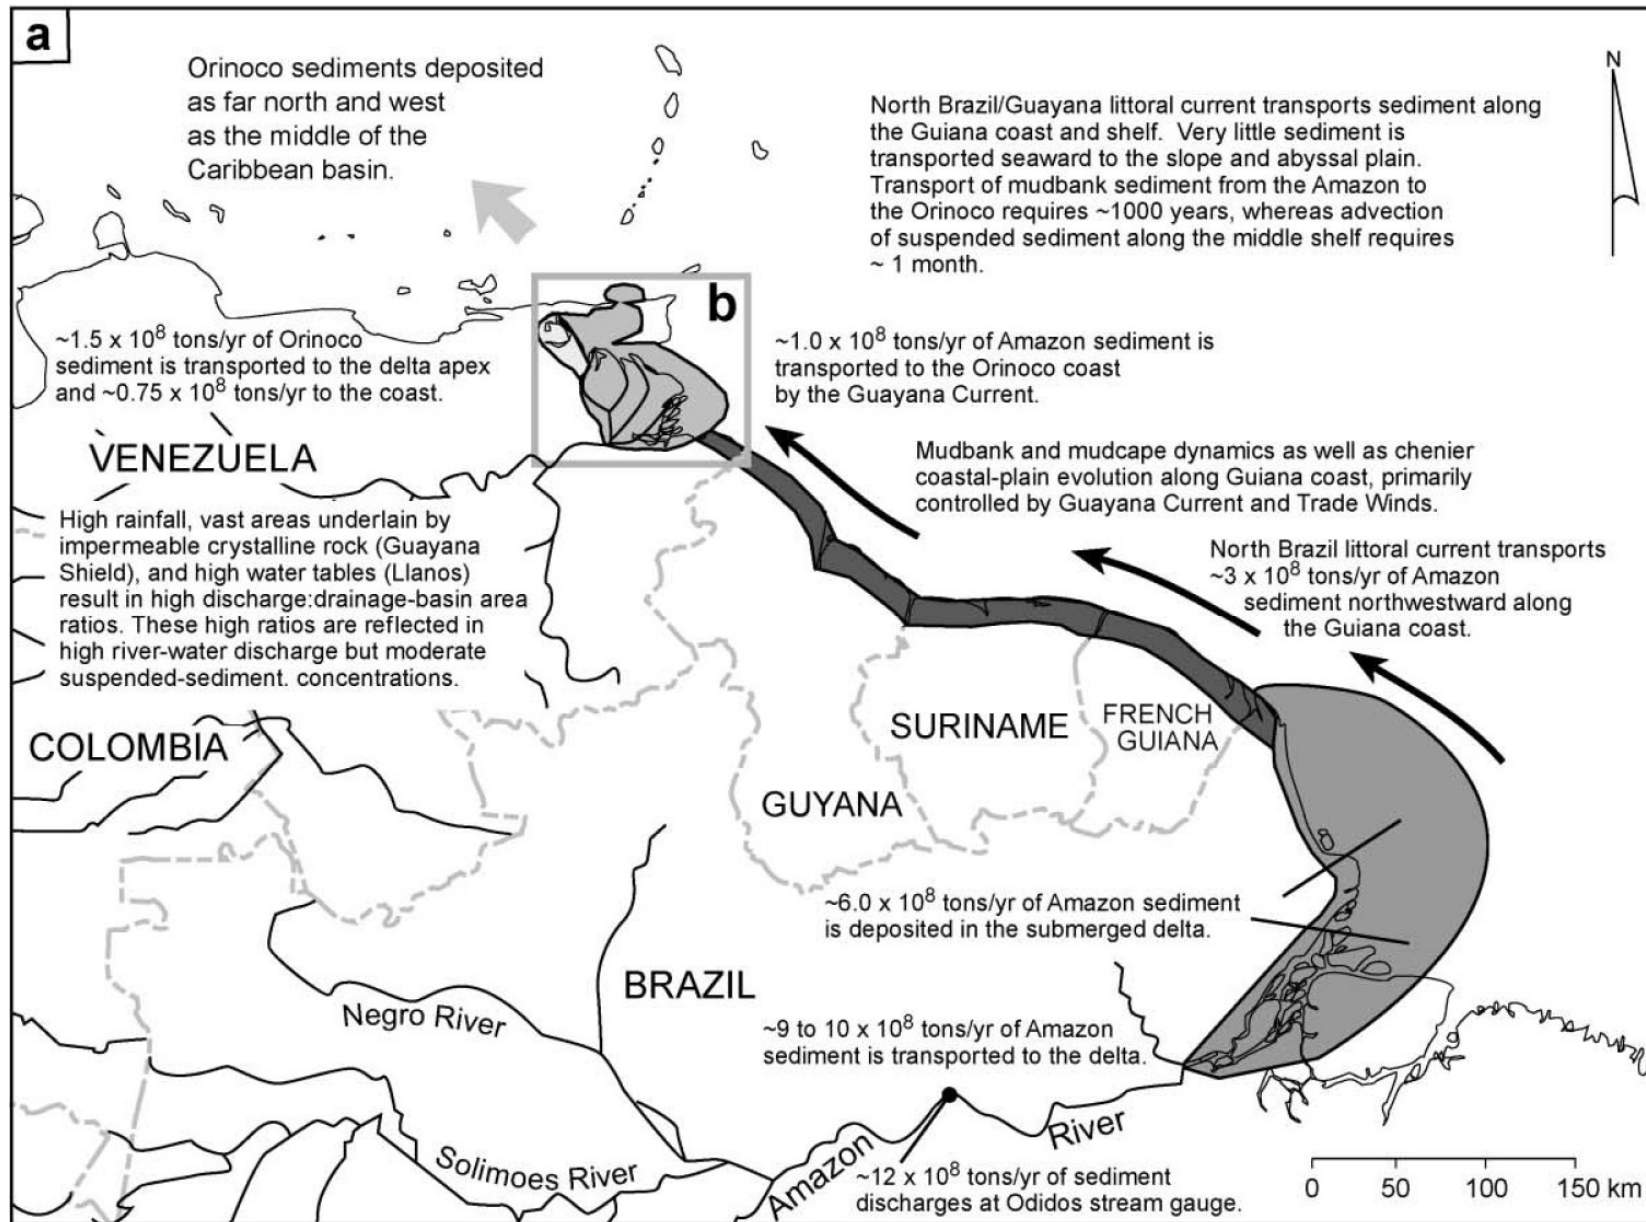 a
Orinoco sediments deposited
as far north and west
as the middle of the
Caribbean basin.
N
North Brazil/Guayana littoral current transports sediment along
the Guiana coast and shelf. Very little sediment is
transported seaward to the slope and abyssal plain.
Transport of mudbank sediment from the Amazon to
the Orinoco requires ~1000 years, whereas advection
of suspended sediment along the middle shelf requires
~ 1 month.
b
~1.5 x 10⁸ tons/yr of Orinoco
sediment is transported to the delta apex
and ~0.75 x 10⁸ tons/yr to the coast.
~1.0 x 10⁸ tons/yr of Amazon sediment is
transported to the Orinoco coast
by the Guayana Current.
VENEZUELA
Mudbank and mudcape dynamics as well as chenier
coastal-plain evolution along Guiana coast, primarily
controlled by Guayana Current and Trade Winds.
High rainfall, vast areas underlain by
impermeable crystalline rock (Guayana
Shield), and high water tables (Llanos)
result in high discharge:drainage-basin area
ratios. These high ratios are reflected in
high river-water discharge but moderate
suspended-sediment. concentrations.
North Brazil littoral current transports
~3 x 10⁸ tons/yr of Amazon
sediment northwestward along
the Guiana coast.
COLOMBIA
SURINAME
FRENCH
GUIANA
GUYANA
~6.0 x 10⁸ tons/yr of Amazon sediment
is deposited in the submerged delta.
BRAZIL
Negro River
~9 to 10 x 10⁸ tons/yr of Amazon
sediment is transported to the delta.
Solimoes River
Amazon River
~12 x 10⁸ tons/yr of sediment
discharges at Odidos stream gauge.
0 50 100 150 km